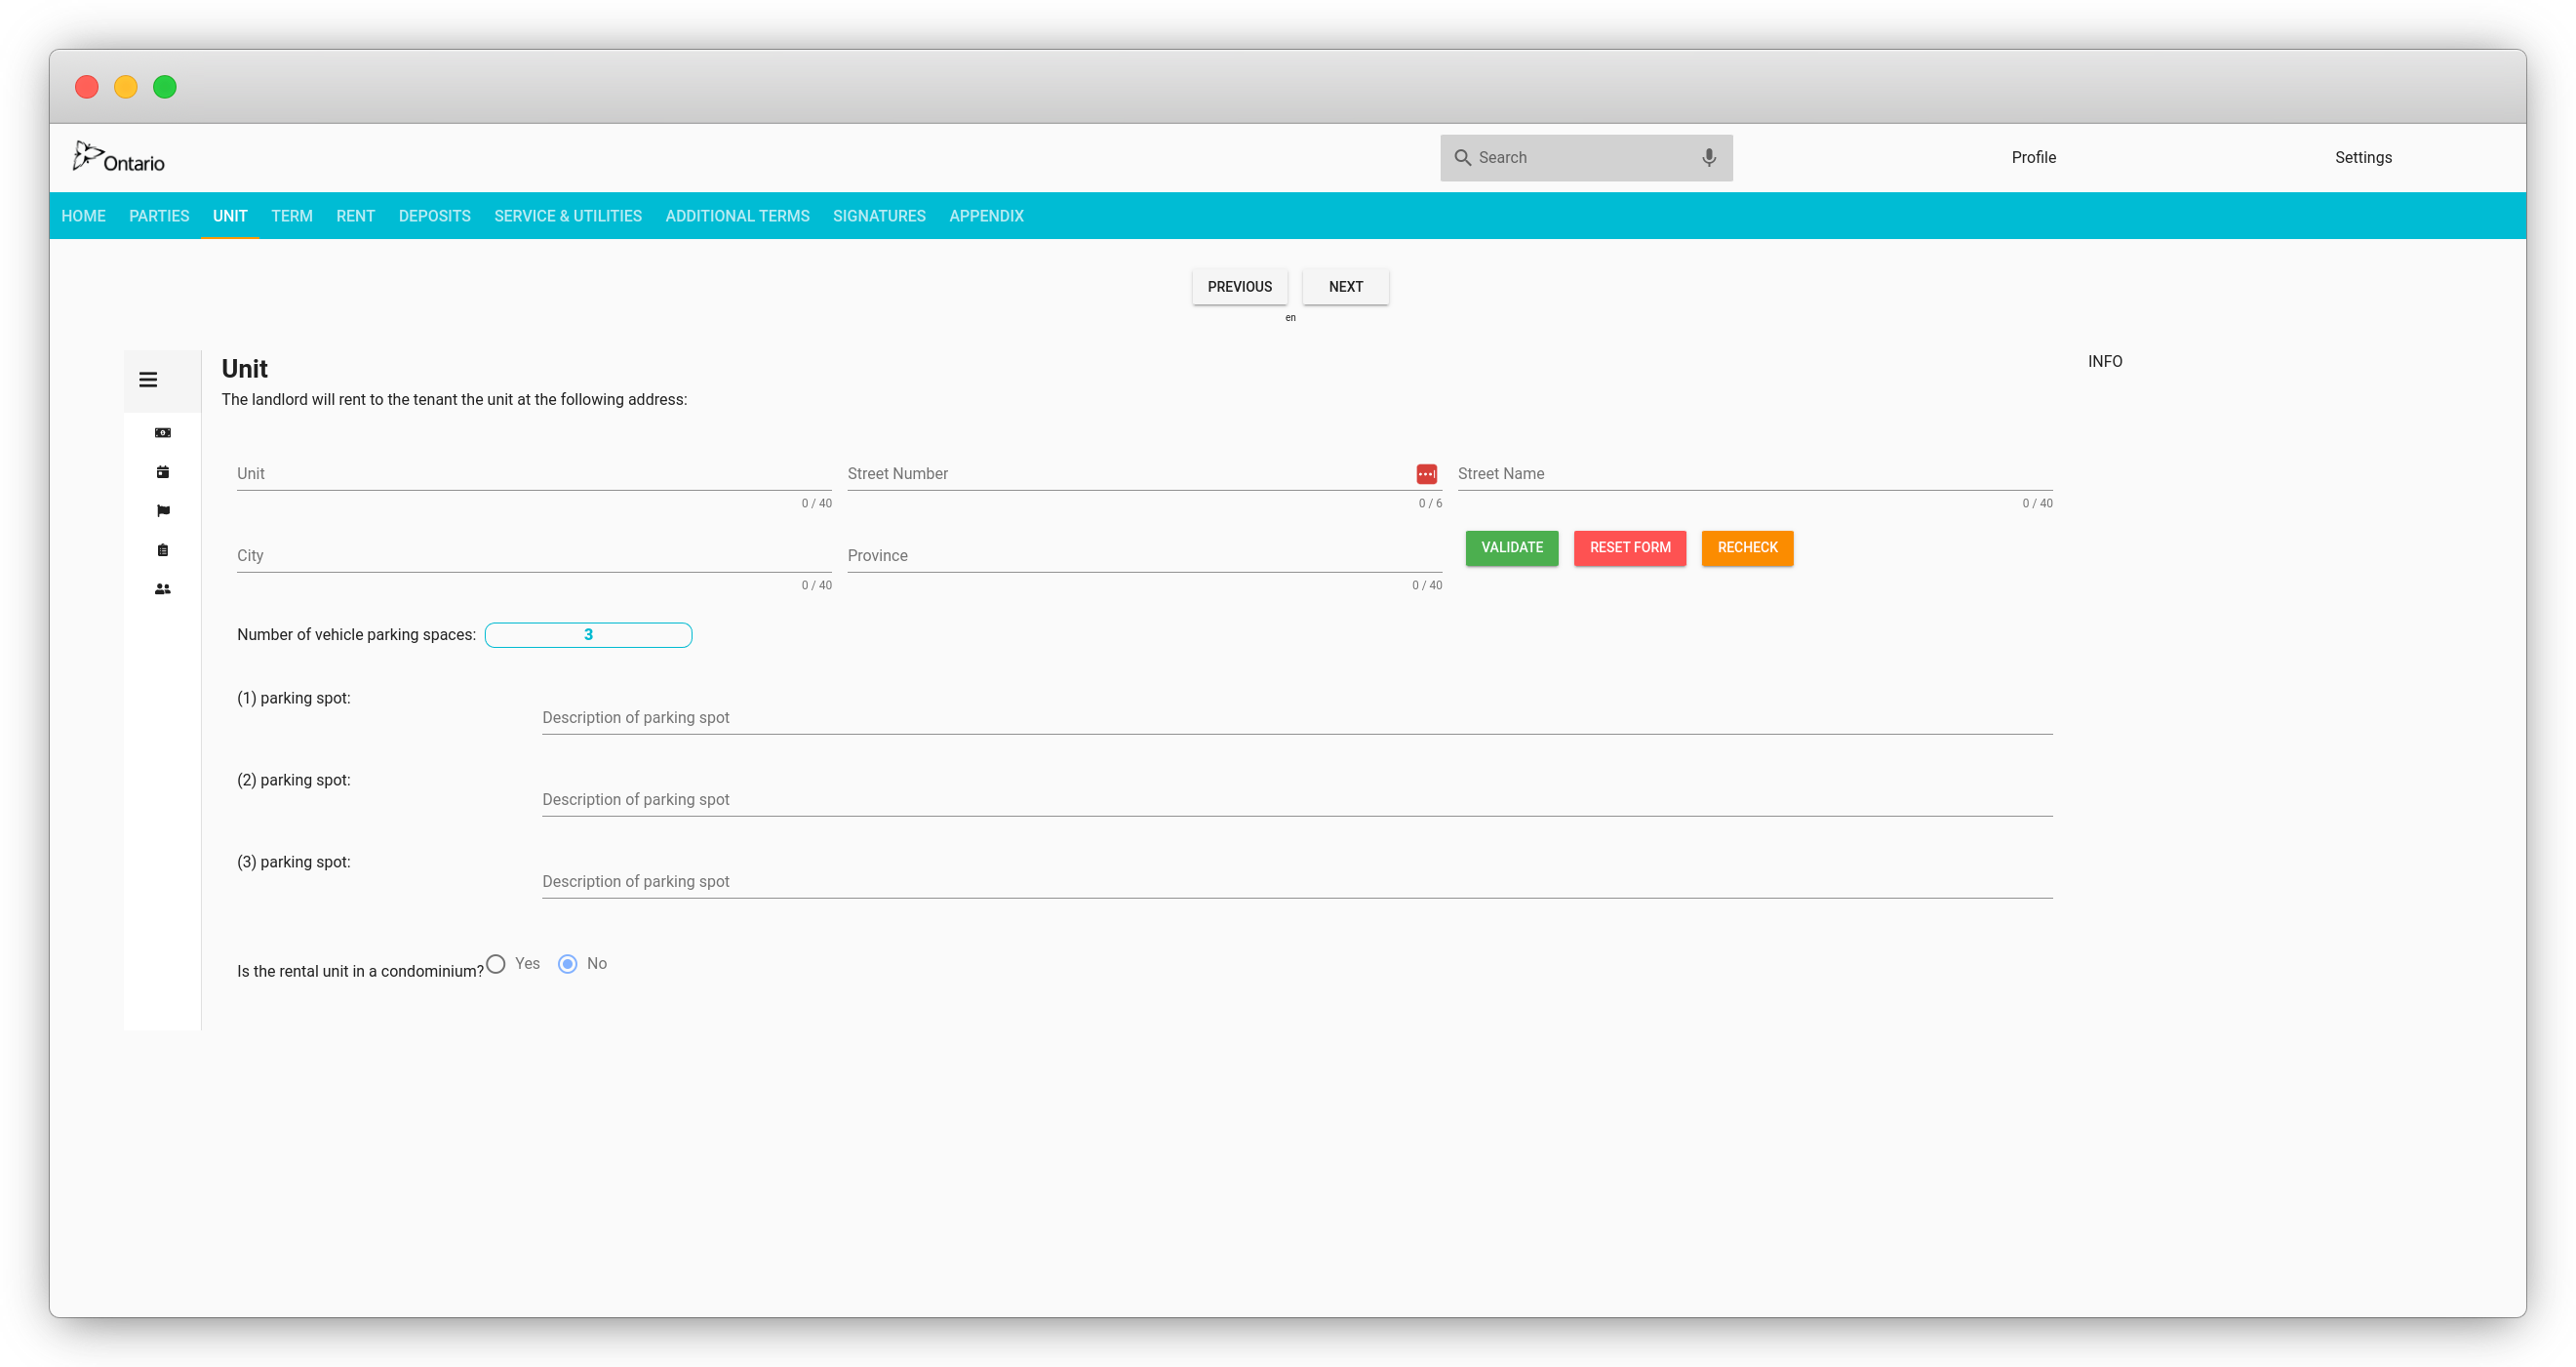 Ontario
Search
Profile
Settings
HOME PARTIES UNIT TERM RENT DEPOSITS SERVICE & UTILITIES ADDITIONAL TERMS SIGNATURES APPENDIX
PREVIOUS NEXT
en
Unit
INFO
The landlord will rent to the tenant the unit at the following address:
Unit Street Number Street Name
0 / 40 0 / 6 0 / 40
City Province VALIDATE RESET FORM RECHECK
0 / 40 0 / 40
Number of vehicle parking spaces: 3
(1) parking spot:
Description of parking spot
(2) parking spot:
Description of parking spot
(3) parking spot:
Description of parking spot
Is the rental unit in a condominium? Yes No